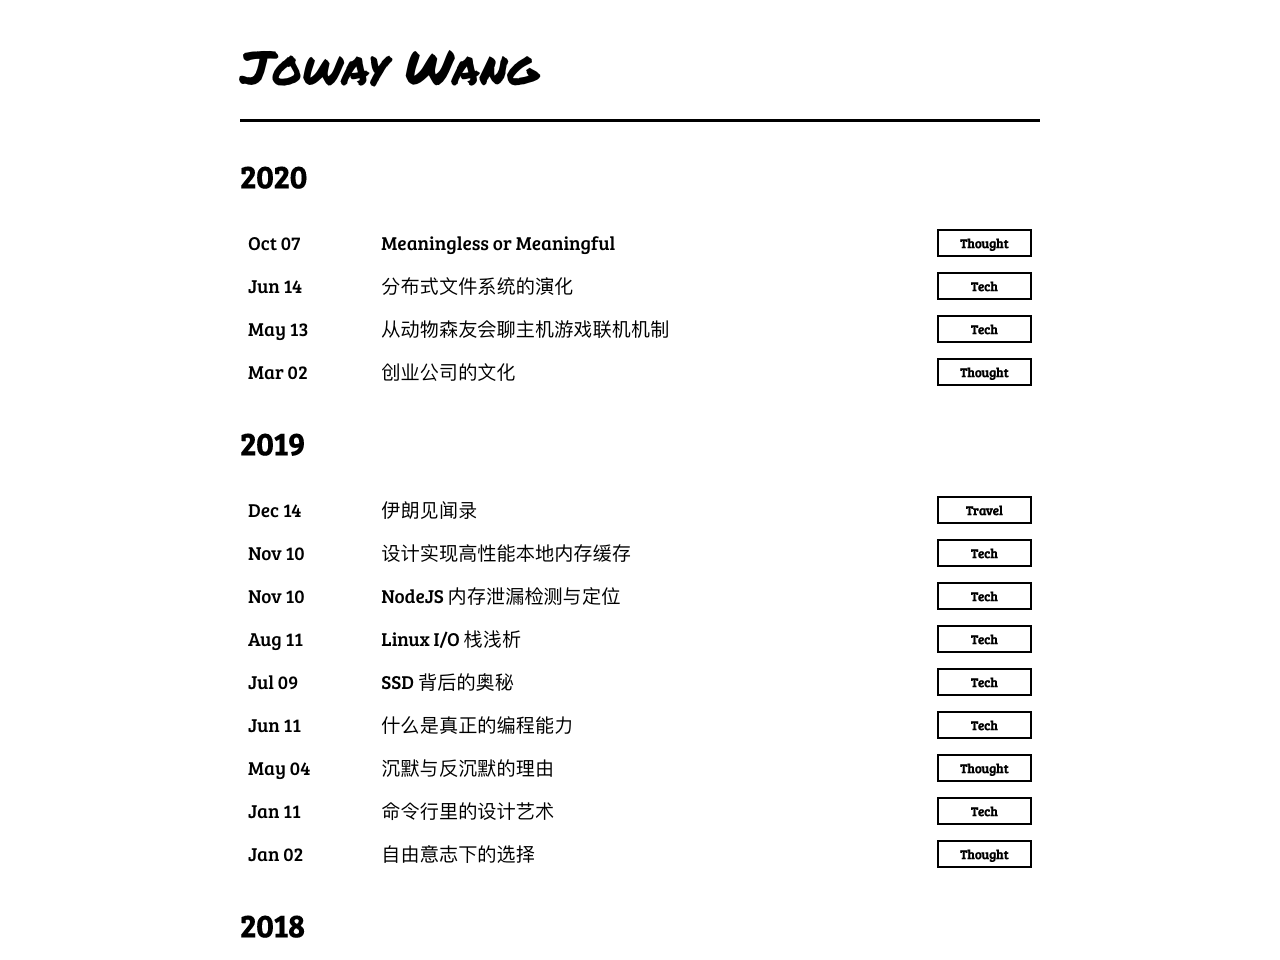 Joway Wang
2020
Oct 07 Meaningless or Meaningful Thought
Jun 14 分布式文件系统的演化 Tech
May 13 从动物森友会聊主机游戏联机机制 Tech
Mar 02 创业公司的文化 Thought
2019
Dec 14 伊朗见闻录 Travel
Nov 10 设计实现高性能本地内存缓存 Tech
Nov 10 NodeJS 内存泄漏检测与定位 Tech
Aug 11 Linux I/O 栈浅析 Tech
Jul 09 SSD 背后的奥秘 Tech
Jun 11 什么是真正的编程能力 Tech
May 04 沉默与反沉默的理由 Thought
Jan 11 命令行里的设计艺术 Tech
Jan 02 自由意志下的选择 Thought
2018